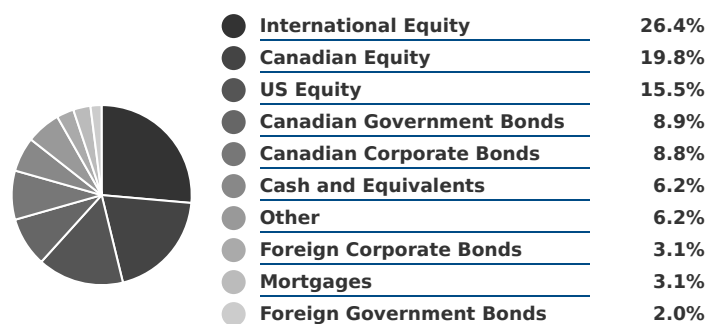 International Equity 26.4%
Canadian Equity 19.8%
US Equity 15.5%
Canadian Government Bonds 8.9%
Canadian Corporate Bonds 8.8%
Cash and Equivalents 6.2%
Other 6.2%
Foreign Corporate Bonds 3.1%
Mortgages 3.1%
Foreign Government Bonds 2.0%